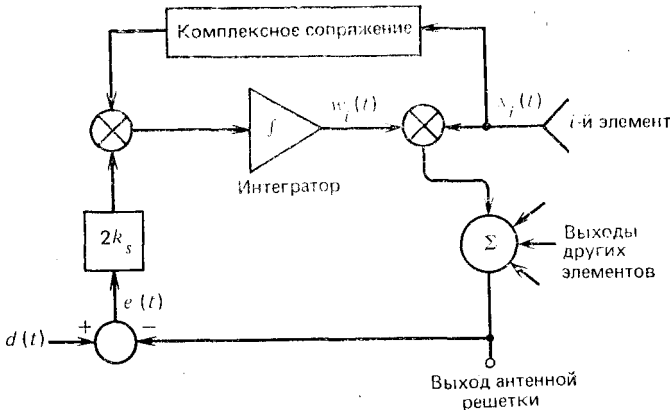 Комплексное сопряжение
w_i(t)
x_i(t)
∫
i-й элемент
Интегратор
2k_s
Σ
Выходы
других
элементов
e(t)
+
−
d(t)
Выход антенной
решетки